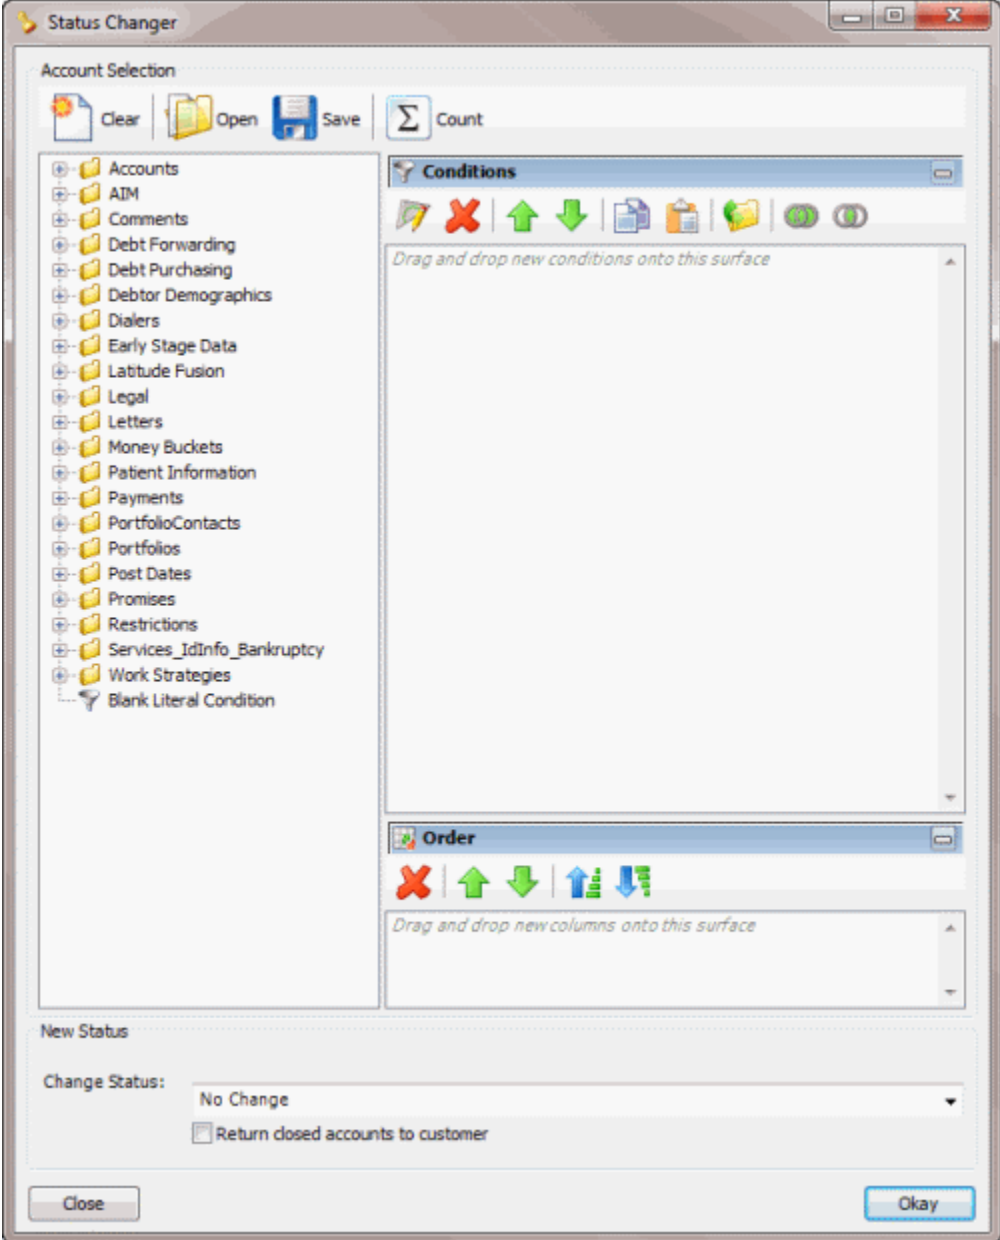 Status Changer
Account Selection
Clear Open Save Σ Count
Accounts
AIM
Comments
Debt Forwarding
Debt Purchasing
Debtor Demographics
Dialers
Early Stage Data
Latitude Fusion
Legal
Letters
Money Buckets
Patient Information
Payments
PortfolioContacts
Portfolios
Post Dates
Promises
Restrictions
Services_IdInfo_Bankruptcy
Work Strategies
Blank Literal Condition
Conditions
Drag and drop new conditions onto this surface
Order
Drag and drop new columns onto this surface
New Status
Change Status:
No Change
Return closed accounts to customer
Close Okay